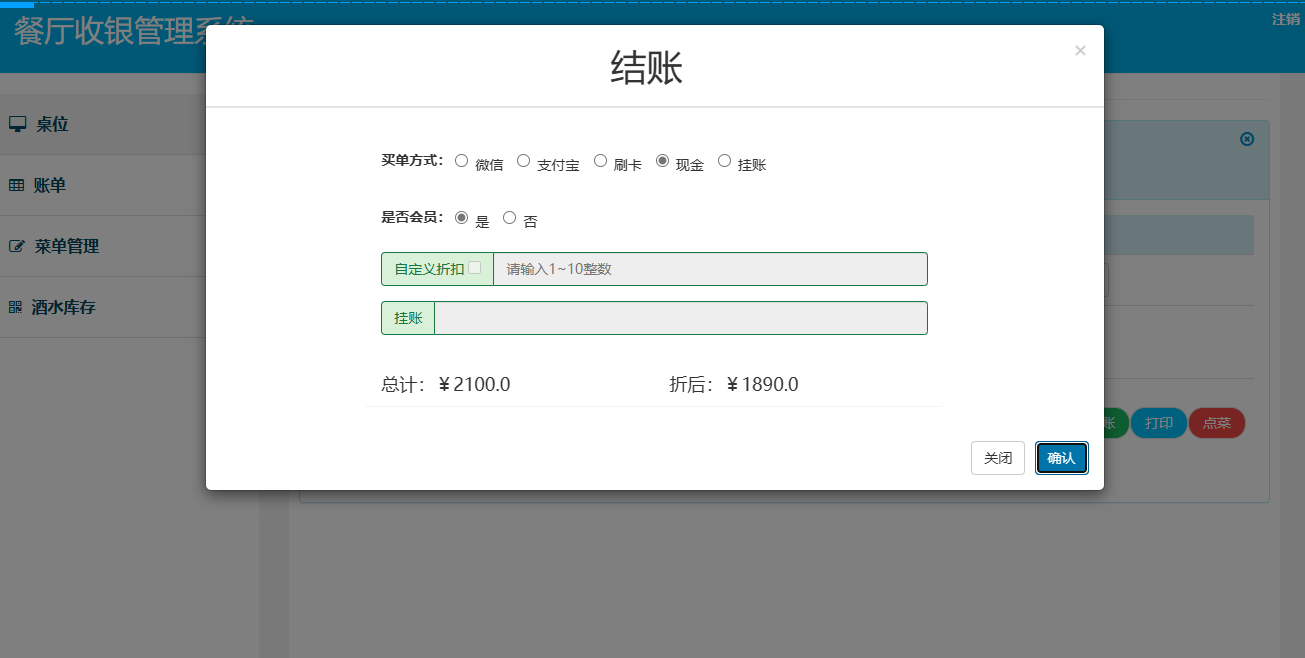 餐厅收银管理系统
注销
结账
×
桌位
账单
菜单管理
酒水库存
买单方式： 微信 支付宝 刷卡 现金 挂账
是否会员： 是 否
自定义折扣 请输入1~10整数
挂账
总计： ￥2100.0 折后： ￥1890.0
账 打印 点菜
关闭 确认